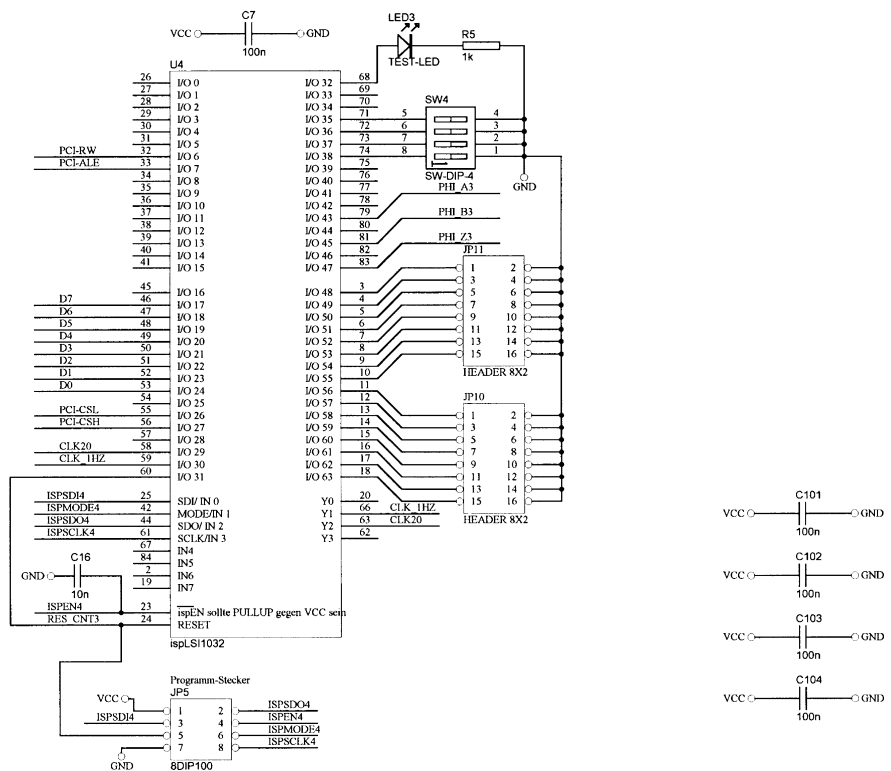 C7
VCC GND
100n
LED3
TEST-LED
R5
1k
U4
26 I/O 0 I/O 32 68
27 I/O 1 I/O 33 69
28 I/O 2 I/O 34 70
29 I/O 3 I/O 35 71
30 I/O 4 I/O 36 72
31 I/O 5 I/O 37 73
PCI-RW 32 I/O 6 I/O 38 74
PCI-ALE 33 I/O 7 I/O 39 75
34 I/O 8 I/O 40 76
35 I/O 9 I/O 41 77
36 I/O 10 I/O 42 78
37 I/O 11 I/O 43 79
38 I/O 12 I/O 44 80
39 I/O 13 I/O 45 81
40 I/O 14 I/O 46 82
41 I/O 15 I/O 47 83
45 I/O 16 I/O 48 3
D7 46 I/O 17 I/O 49 4
D6 47 I/O 18 I/O 50 5
D5 48 I/O 19 I/O 51 6
D4 49 I/O 20 I/O 52 7
D3 50 I/O 21 I/O 53 8
D2 51 I/O 22 I/O 54 9
D1 52 I/O 23 I/O 55 10
D0 53 I/O 24 I/O 56 11
54 I/O 25 I/O 57 12
PCI-CSL 55 I/O 26 I/O 58 13
PCI-CSH 56 I/O 27 I/O 59 14
57 I/O 28 I/O 60 15
CLK20 58 I/O 29 I/O 61 16
CLK_1HZ 59 I/O 30 I/O 62 17
60 I/O 31 I/O 63 18
ISPSDI4 25 SDI/ IN 0 Y0 20
ISPMODE4 42 MODE/IN 1 Y1 66 CLK_1HZ
ISPSDO4 44 SDO/ IN 2 Y2 63 CLK20
ISPSCLK4 61 SCLK/IN 3 Y3 62
67 IN4
84 IN5
2 IN6
19 IN7
C16
GND
10n
ISPEN4 23 ispEN sollte PULLUP gegen VCC sein
RES_CNT3 24 RESET
ispLSI1032
SW4
5 4
6 3
7 2
8 1
SW-DIP-4
GND
PHI_A3
PHI_B3
PHI_Z3
JP11
1 2
3 4
5 6
7 8
9 10
11 12
13 14
15 16
HEADER 8X2
JP10
1 2
3 4
5 6
7 8
9 10
11 12
13 14
15 16
HEADER 8X2
Programm-Stecker
JP5
VCC 1 2 ISPSDO4
ISPSDI4 3 4 ISPEN4
5 6 ISPMODE4
7 8 ISPSCLK4
GND
8DIP100
C101
VCC GND
100n
C102
VCC GND
100n
C103
VCC GND
100n
C104
VCC GND
100n